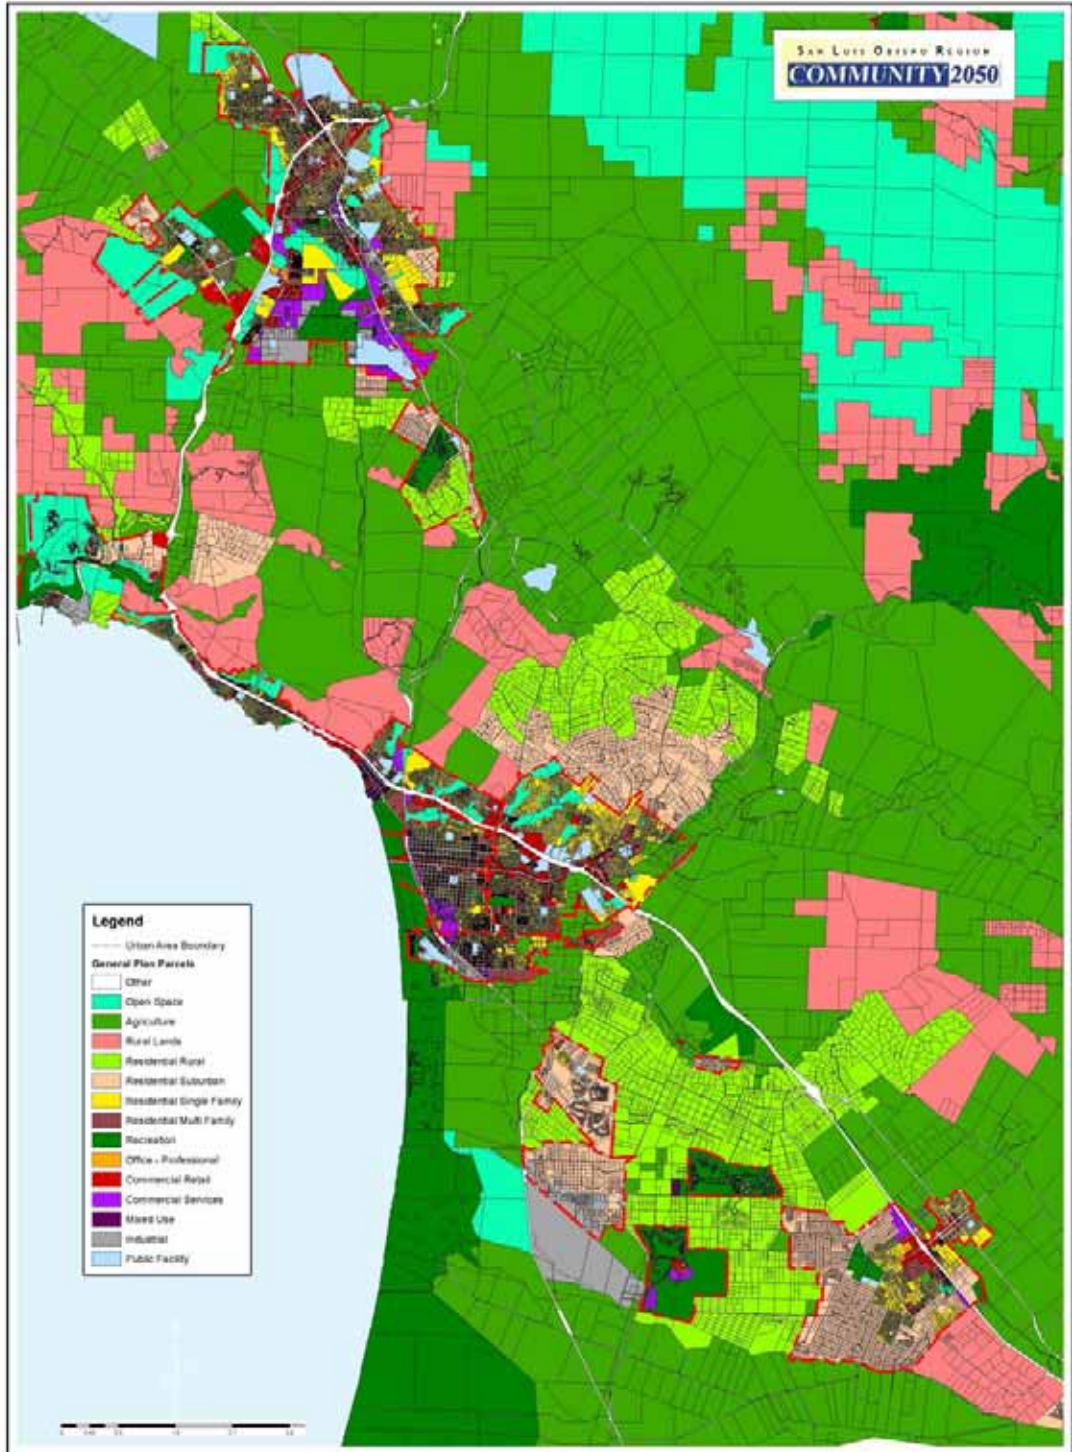 SAN LUIS OBISPO REGION
COMMUNITY 2050
Legend
Urban Area Boundary
General Plan Parcels
Other
Open Space
Agriculture
Rural Lands
Residential Rural
Residential Suburban
Residential Single Family
Residential Multi Family
Recreation
Office - Professional
Commercial Retail
Commercial Services
Mixed Use
Industrial
Public Facility